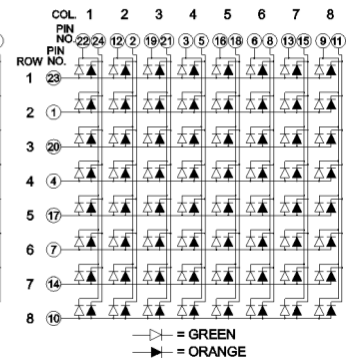 COL. 1 2 3 4 5 6 7 8
PIN NO. 22 24 12 2 19 21 3 5 16 18 6 8 13 15 9 11
ROW PIN NO.
1 23
2 1
3 20
4 4
5 17
6 7
7 14
8 10
= GREEN
= ORANGE